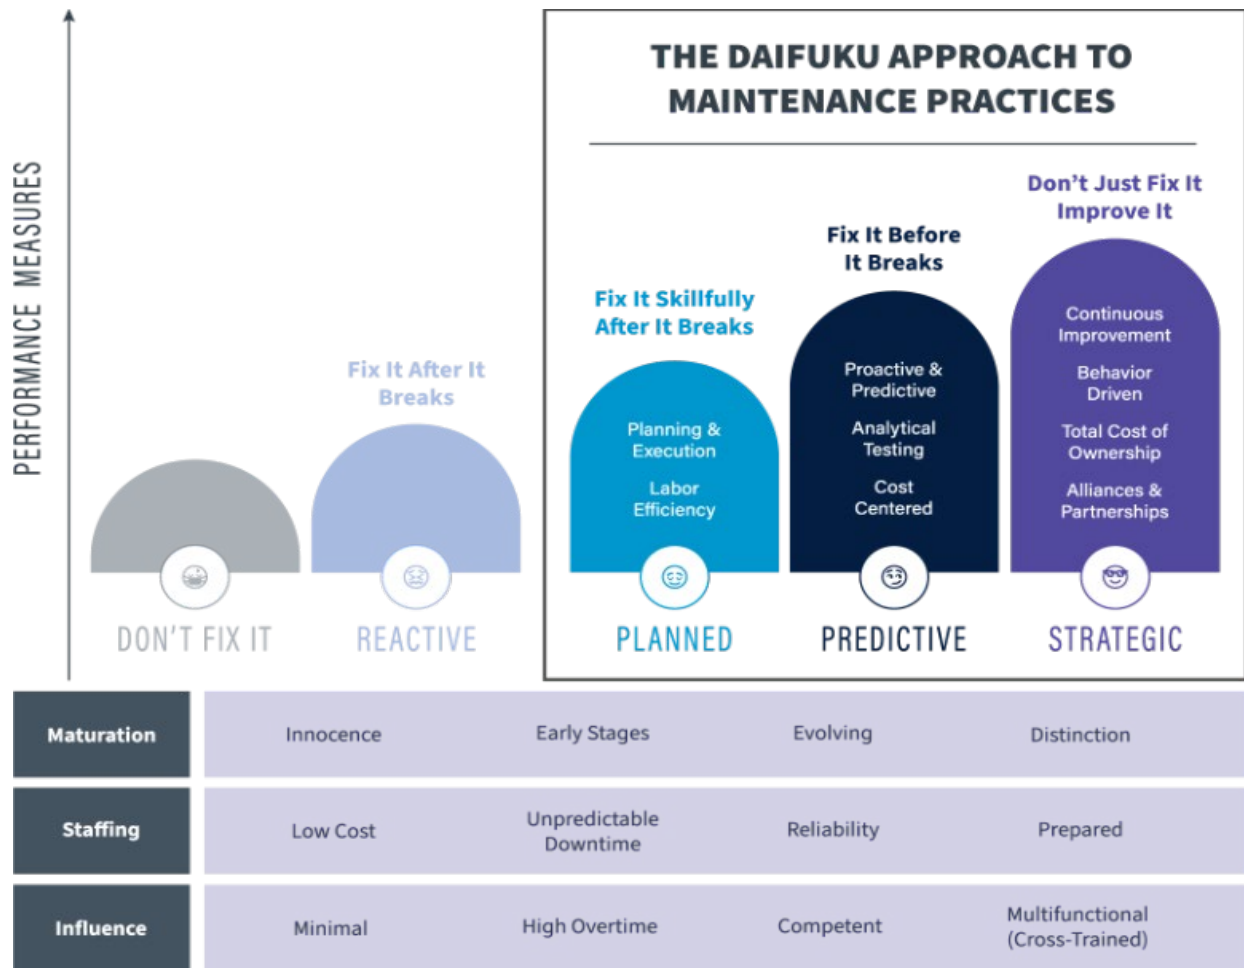 THE DAIFUKU APPROACH TO
MAINTENANCE PRACTICES
PERFORMANCE MEASURES
Fix It After It
Breaks
Fix It Skillfully
After It Breaks
Fix It Before
It Breaks
Don't Just Fix It
Improve It
Planning &
Execution
Labor
Efficiency
Proactive &
Predictive
Analytical
Testing
Cost
Centered
Continuous
Improvement
Behavior
Driven
Total Cost of
Ownership
Alliances &
Partnerships
DON'T FIX IT
REACTIVE
PLANNED
PREDICTIVE
STRATEGIC
Maturation
Innocence
Early Stages
Evolving
Distinction
Staffing
Low Cost
Unpredictable
Downtime
Reliability
Prepared
Influence
Minimal
High Overtime
Competent
Multifunctional
(Cross-Trained)